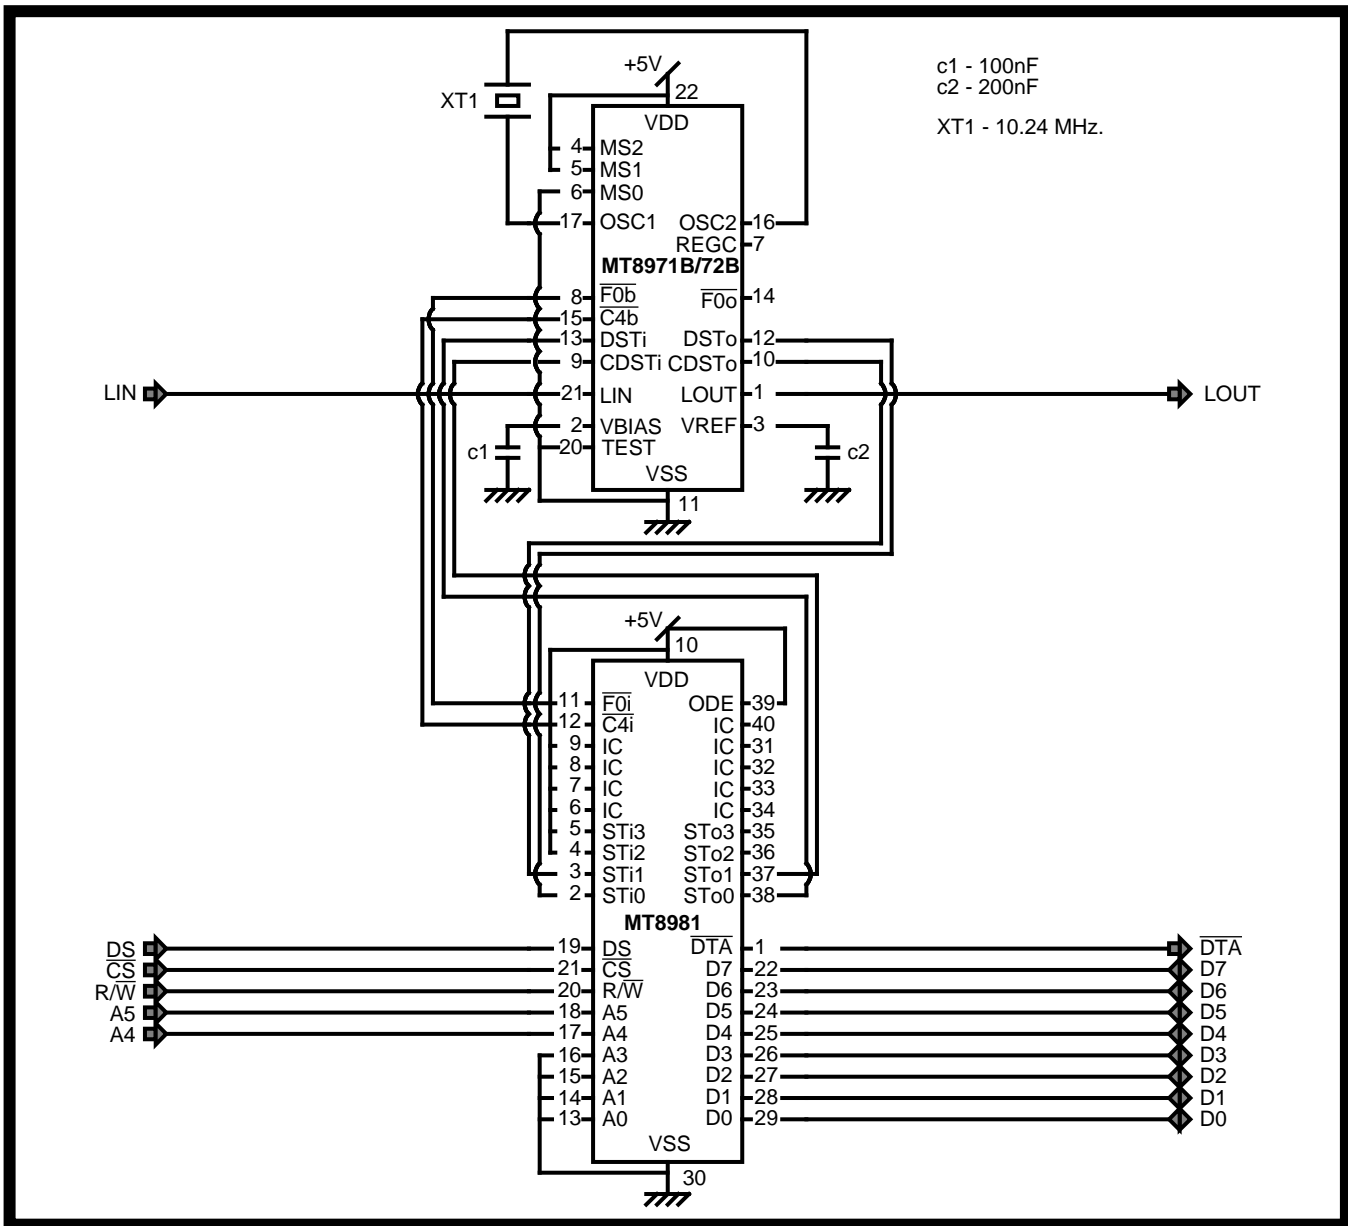 c1 - 100nF
c2 - 200nF
XT1 - 10.24 MHz.
+5V
XT1
22
VDD
4 MS2
5 MS1
6 MS0
17 OSC1 OSC2 16
REGC 7
MT8971B/72B
8 F0b F0o 14
15 C4b
13 DSTi DSTo 12
9 CDSTi CDSTo 10
LIN 21 LIN LOUT 1 LOUT
2 VBIAS VREF 3
c1 20 TEST c2
VSS
11
+5V
10
VDD
11 F0i ODE 39
12 C4i IC 40
9 IC IC 31
8 IC IC 32
7 IC IC 33
6 IC IC 34
5 STi3 STo3 35
4 STi2 STo2 36
3 STi1 STo1 37
2 STi0 STo0 38
MT8981
DS 19 DS DTA 1 DTA
CS 21 CS D7 22 D7
R/W 20 R/W D6 23 D6
A5 18 A5 D5 24 D5
A4 17 A4 D4 25 D4
16 A3 D3 26 D3
15 A2 D2 27 D2
14 A1 D1 28 D1
13 A0 D0 29 D0
VSS
30